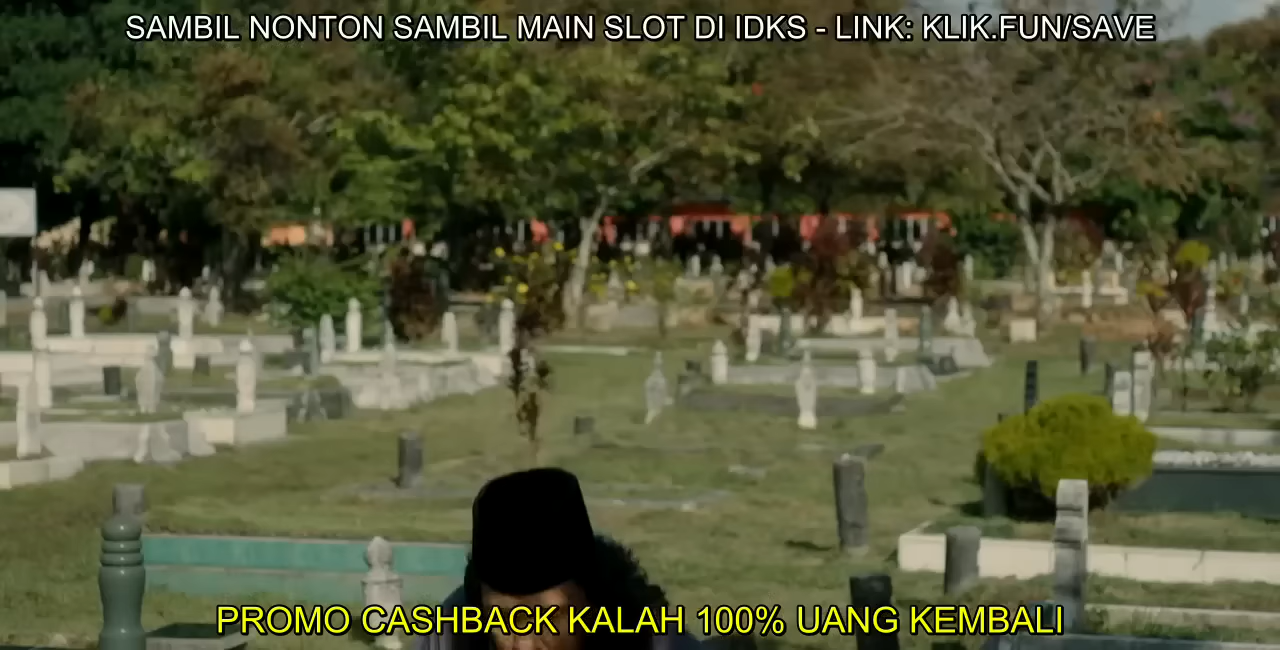 SAMBIL NONTON SAMBIL MAIN SLOT DI IDKS - LINK: KLIK.FUN/SAVE
PROMO CASHBACK KALAH 100% UANG KEMBALI